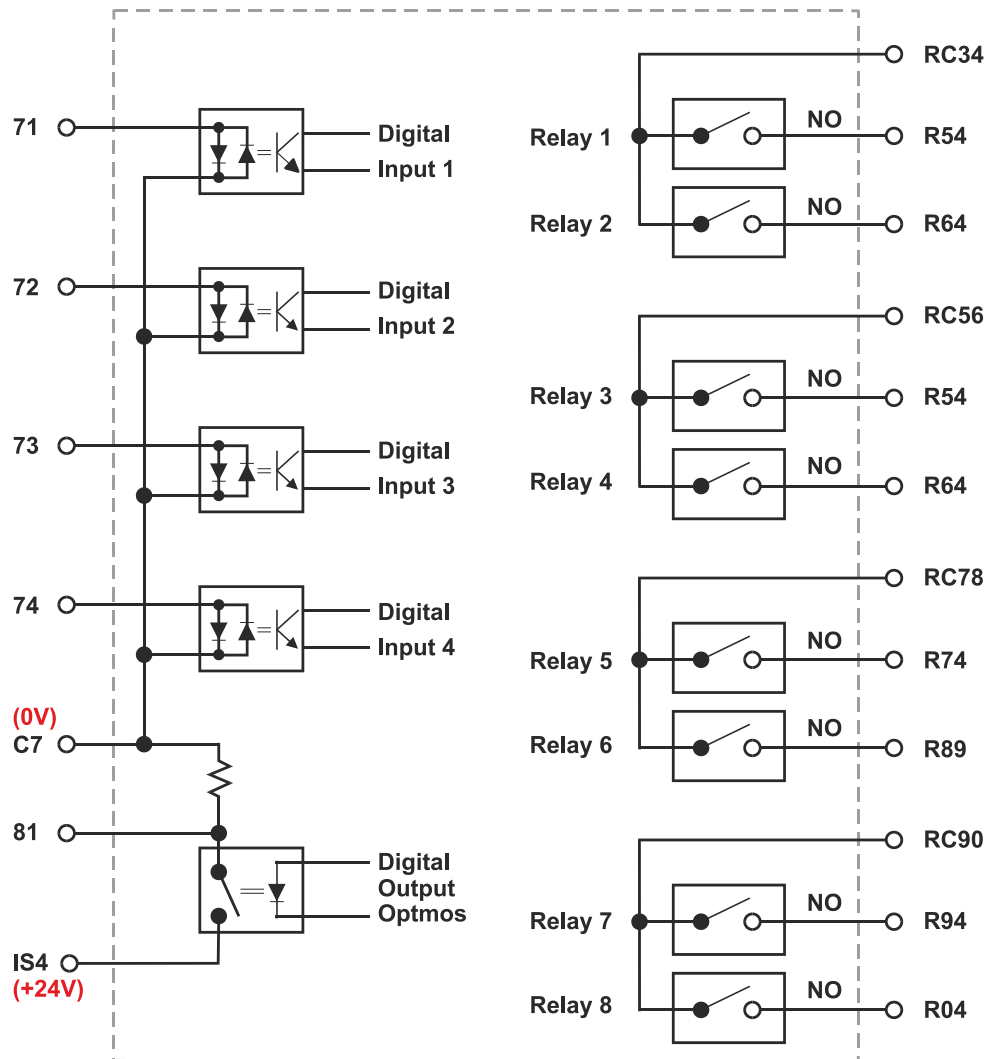 71
Digital
Input 1
72
Digital
Input 2
73
Digital
Input 3
74
Digital
Input 4
(0V)
C7
81
Digital
Output
Optmos
IS4
(+24V)
RC34
Relay 1
NO
R54
Relay 2
NO
R64
RC56
Relay 3
NO
R54
Relay 4
NO
R64
RC78
Relay 5
NO
R74
Relay 6
NO
R89
RC90
Relay 7
NO
R94
Relay 8
NO
R04